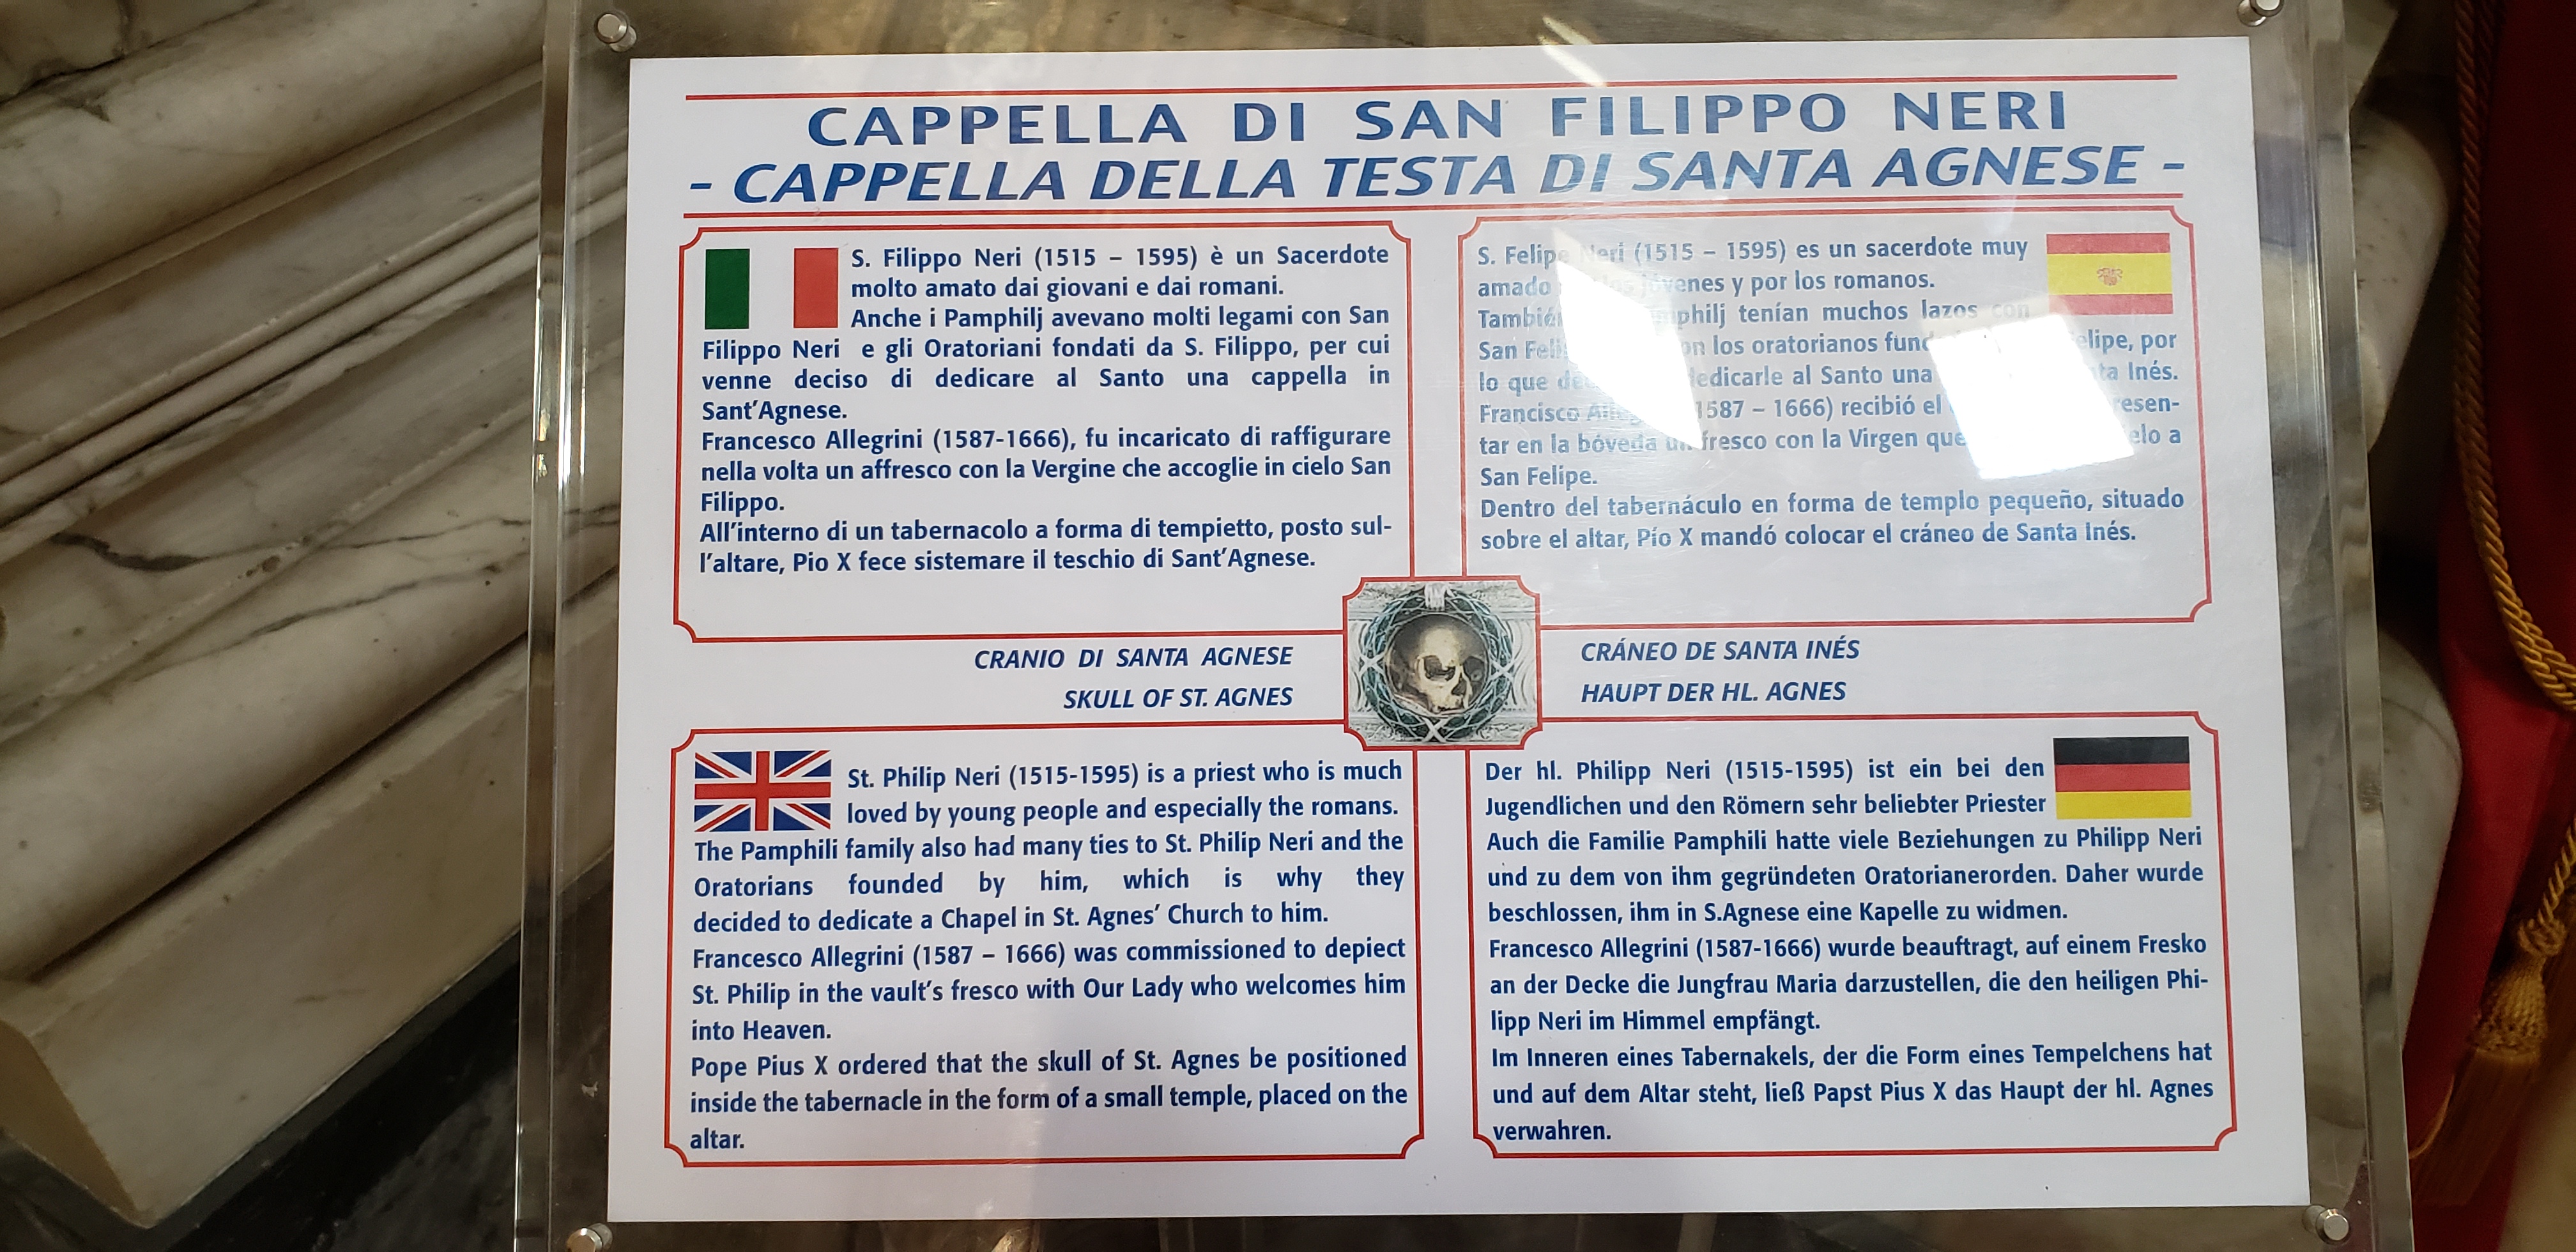 CAPPELLA DI SAN FILIPPO NERI
- CAPPELLA DELLA TESTA DI SANTA AGNESE -
S. Filippo Neri (1515 – 1595) è un Sacerdote
molto amato dai giovani e dai romani.
Anche i Pamphilj avevano molti legami con San
Filippo Neri e gli Oratoriani fondati da S. Filippo, per cui
venne deciso di dedicare al Santo una cappella in
Sant'Agnese.
Francesco Allegrini (1587-1666), fu incaricato di raffigurare
nella volta un affresco con la Vergine che accoglie in cielo San
Filippo.
All'interno di un tabernacolo a forma di tempietto, posto sul-
l'altare, Pio X fece sistemare il teschio di Sant'Agnese.
S. Felipe Neri (1515 – 1595) es un sacerdote muy
amado jóvenes y por los romanos.
También tenían muchos lazos con
San los oratorianos por
lo que al Santo una Inés.
Francisco 1666) recibió el
tar en la bóveda un fresco con la Virgen que a
San Felipe.
Dentro del tabernáculo en forma de templo pequeño, situado
sobre el altar, Pío X mandó colocar el cráneo de Santa Inés.
CRANIO DI SANTA AGNESE
SKULL OF ST. AGNES
CRÁNEO DE SANTA INÉS
HAUPT DER HL. AGNES
St. Philip Neri (1515-1595) is a priest who is much
loved by young people and especially the romans.
The Pamphili family also had many ties to St. Philip Neri and the
Oratorians founded by him, which is why they
decided to dedicate a Chapel in St. Agnes' Church to him.
Francesco Allegrini (1587 – 1666) was commissioned to depiect
St. Philip in the vault's fresco with Our Lady who welcomes him
into Heaven.
Pope Pius X ordered that the skull of St. Agnes be positioned
inside the tabernacle in the form of a small temple, placed on the
altar.
Der hl. Philipp Neri (1515-1595) ist ein bei den
Jugendlichen und den Römern sehr beliebter Priester
Auch die Familie Pamphili hatte viele Beziehungen zu Philipp Neri
und zu dem von ihm gegründeten Oratorianerorden. Daher wurde
beschlossen, ihm in S.Agnese eine Kapelle zu widmen.
Francesco Allegrini (1587-1666) wurde beauftragt, auf einem Fresko
an der Decke die Jungfrau Maria darzustellen, die den heiligen Phi-
lipp Neri im Himmel empfängt.
Im Inneren eines Tabernakels, der die Form eines Tempelchens hat
und auf dem Altar steht, ließ Papst Pius X das Haupt der hl. Agnes
verwahren.